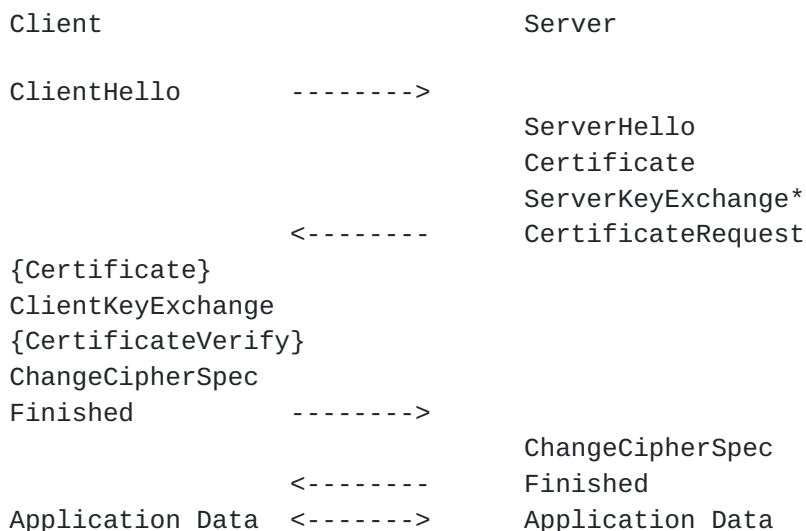 Client                                Server
ClientHello        -------->
ServerHello
Certificate
ServerKeyExchange*
<--------      CertificateRequest
{Certificate}
ClientKeyExchange
{CertificateVerify}
ChangeCipherSpec
Finished           -------->
ChangeCipherSpec
<--------      Finished
Application Data  <------->      Application Data